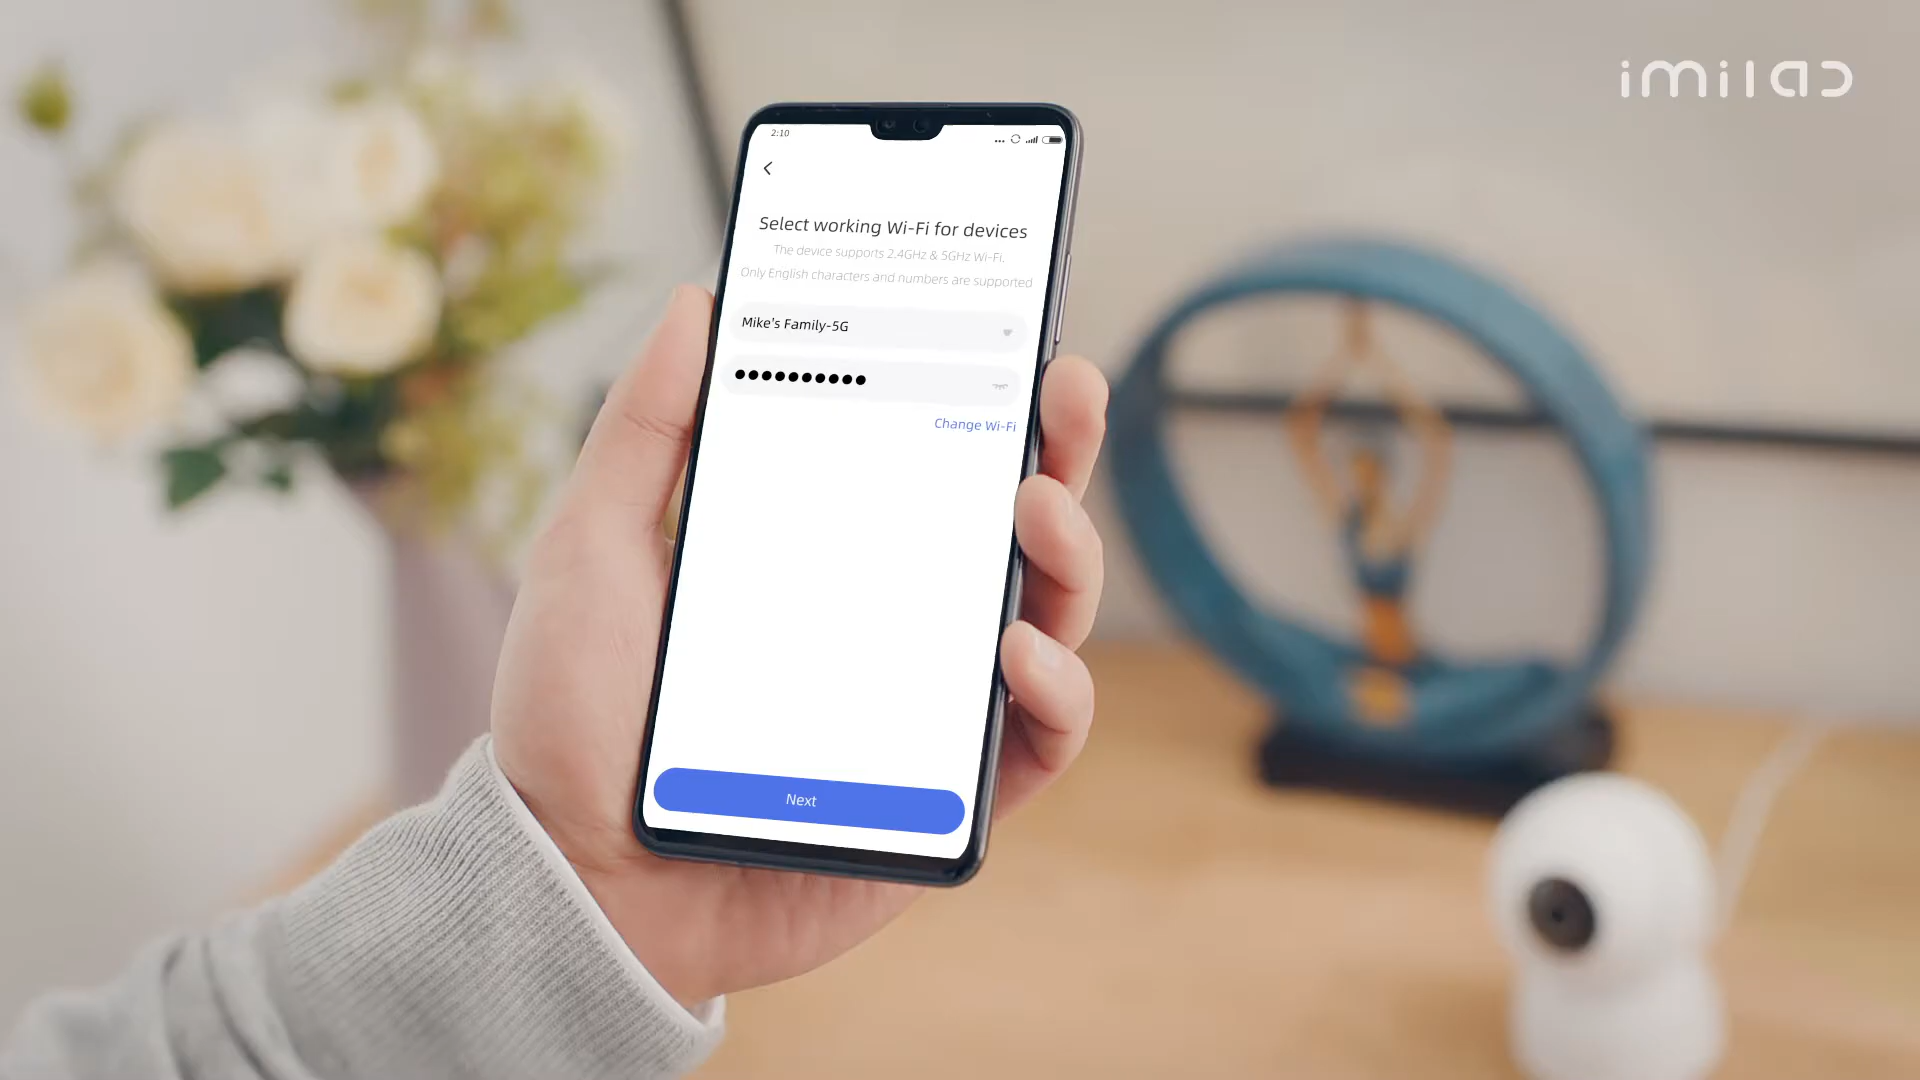 imilab
2:10
Select working Wi-Fi for devices
The device supports 2.4GHz & 5GHz Wi-Fi.
Only English characters and numbers are supported
Mike's Family-5G
●●●●●●●●●●
Change Wi-Fi
Next